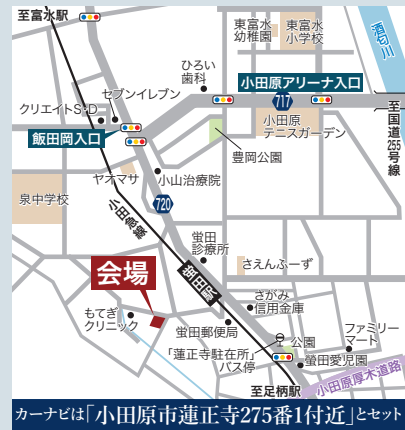 至富水駅
東富水
幼稚園
東富水
小学校
酒匂川
ひろい
歯科
小田原アリーナ入口
セブンイレブン
クリエイトS・D
717
至国道255号線
飯田岡入口
小田原
テニスガーデン
豊岡公園
ヤオマサ
小山治療院
泉中学校
小田急線
720
蛍田
診療所
さえんふーず
会場
蛍田駅
さがみ
信用金庫
もてぎ
クリニック
蛍田郵便局
公園
ファミリー
マート
「蓮正寺駐在所」
バス停
螢田愛児園
至足柄駅
小田原厚木道路
カーナビは「小田原市蓮正寺275番1付近」とセット